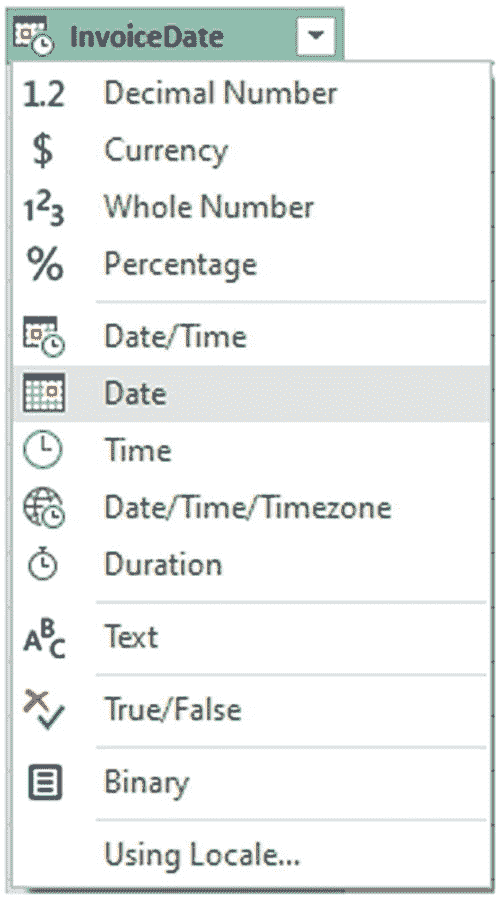 InvoiceDate
1.2 Decimal Number
$ Currency
123 Whole Number
% Percentage
Date/Time
Date
Time
Date/Time/Timezone
Duration
ABC Text
True/False
Binary
Using Locale...